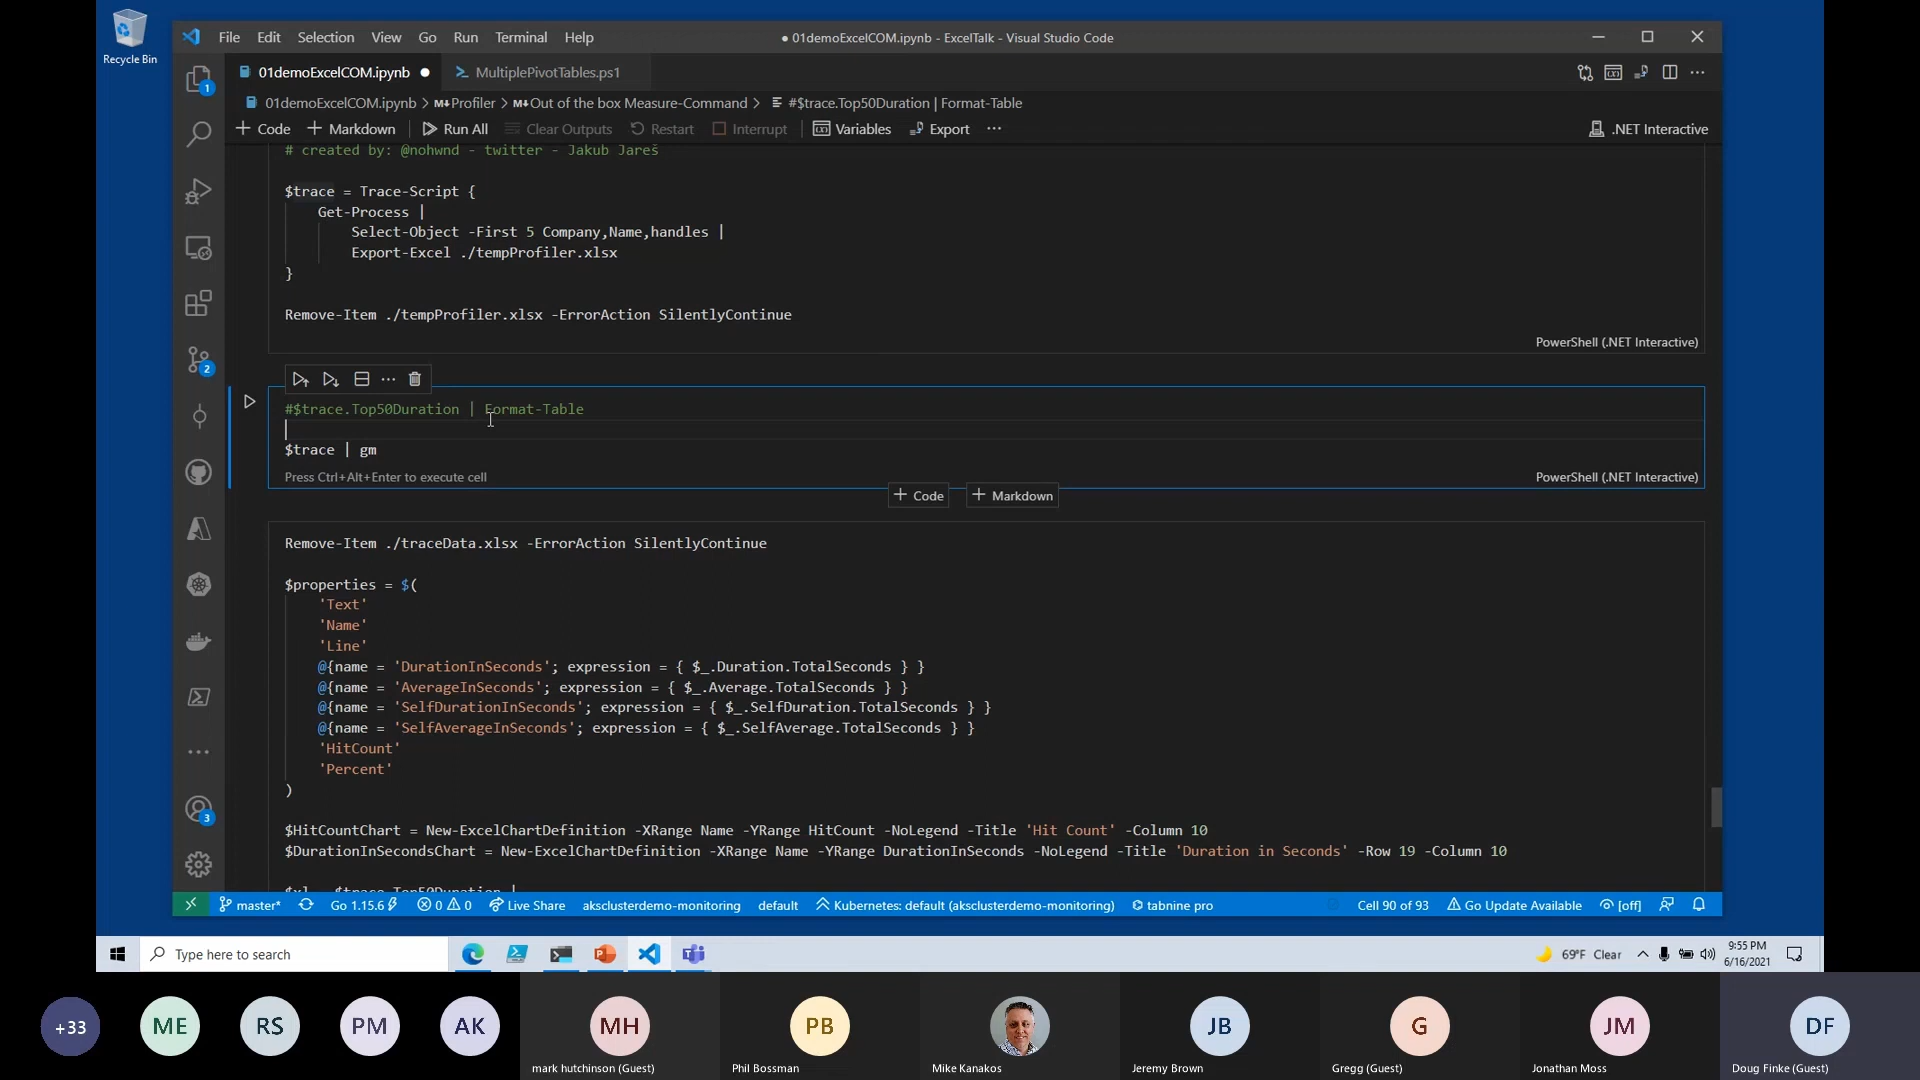 Recycle Bin
File Edit Selection View Go Run Terminal Help
● 01demoExcelCOM.ipynb - ExcelTalk - Visual Studio Code
01demoExcelCOM.ipynb ●
MultiplePivotTables.ps1
01demoExcelCOM.ipynb > M↓Profiler > M↓Out of the box Measure-Command > #$trace.Top50Duration | Format-Table
+ Code + Markdown Run All Clear Outputs Restart Interrupt Variables Export ··· .NET Interactive
# created by: @nohwnd - twitter - Jakub Jareš
$trace = Trace-Script {
Get-Process |
Select-Object -First 5 Company,Name,handles |
Export-Excel ./tempProfiler.xlsx
}
Remove-Item ./tempProfiler.xlsx -ErrorAction SilentlyContinue
PowerShell (.NET Interactive)
#$trace.Top50Duration | Format-Table
$trace | gm
Press Ctrl+Alt+Enter to execute cell
PowerShell (.NET Interactive)
+ Code + Markdown
Remove-Item ./traceData.xlsx -ErrorAction SilentlyContinue
$properties = $(
'Text'
'Name'
'Line'
@{name = 'DurationInSeconds'; expression = { $_.Duration.TotalSeconds } }
@{name = 'AverageInSeconds'; expression = { $_.Average.TotalSeconds } }
@{name = 'SelfDurationInSeconds'; expression = { $_.SelfDuration.TotalSeconds } }
@{name = 'SelfAverageInSeconds'; expression = { $_.SelfAverage.TotalSeconds } }
'HitCount'
'Percent'
)
$HitCountChart = New-ExcelChartDefinition -XRange Name -YRange HitCount -NoLegend -Title 'Hit Count' -Column 10
$DurationInSecondsChart = New-ExcelChartDefinition -XRange Name -YRange DurationInSeconds -NoLegend -Title 'Duration in Seconds' -Row 19 -Column 10
$xl = $trace.Top50Duration |
1
2
3
master* Go 1.15.6 0 0 Live Share aksclusterdemo-monitoring default Kubernetes: default (aksclusterdemo-monitoring) tabnine pro Cell 90 of 93 Go Update Available [off]
Type here to search
69°F Clear
9:55 PM
6/16/2021
+33
ME
RS
PM
AK
MH
PB
JB
G
JM
DF
mark hutchinson (Guest)
Phil Bossman
Mike Kanakos
Jeremy Brown
Gregg (Guest)
Jonathan Moss
Doug Finke (Guest)